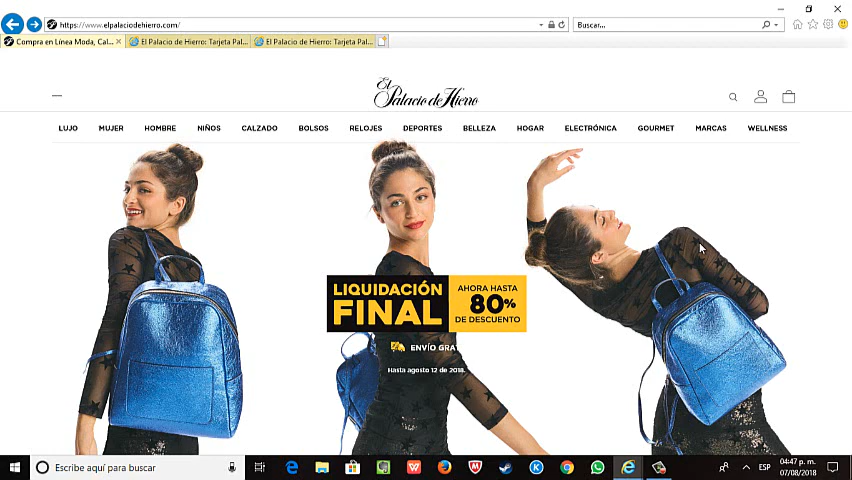 https://www.elpalaciodehierro.com/
Buscar...
Compra en Línea Moda, Cal...
El Palacio de Hierro: Tarjeta Pal...
El Palacio de Hierro: Tarjeta Pal...
El Palacio de Hierro
LUJO MUJER HOMBRE NIÑOS CALZADO BOLSOS RELOJES DEPORTES BELLEZA HOGAR ELECTRÓNICA GOURMET MARCAS WELLNESS
LIQUIDACIÓN
FINAL
AHORA HASTA
80%
DE DESCUENTO
ENVÍO GRAT
Hasta agosto 12 de 2018.
Escribe aquí para buscar
ESP
04:47 p. m.
07/08/2018